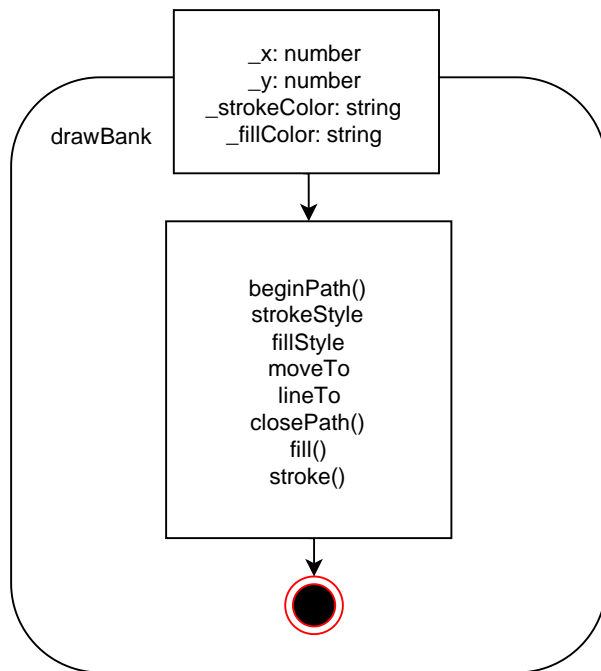 _x: number
_y: number
_strokeColor: string
_fillColor: string
drawBank
beginPath()
strokeStyle
fillStyle
moveTo
lineTo
closePath()
fill()
stroke()